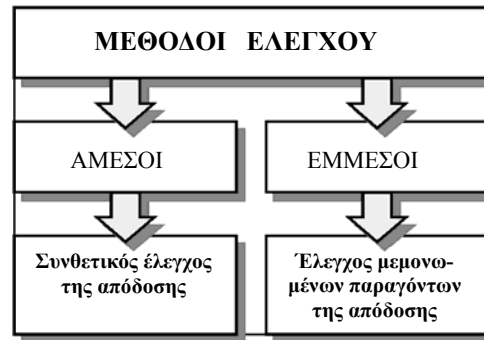 ΜΕΘΟΔΟΙ ΕΛΕΓΧΟΥ
ΑΜΕΣΟΙ
ΕΜΜΕΣΟΙ
Συνθετικός έλεγχος
της απόδοσης
Έλεγχος μεμονω-
μένων παραγόντων
της απόδοσης